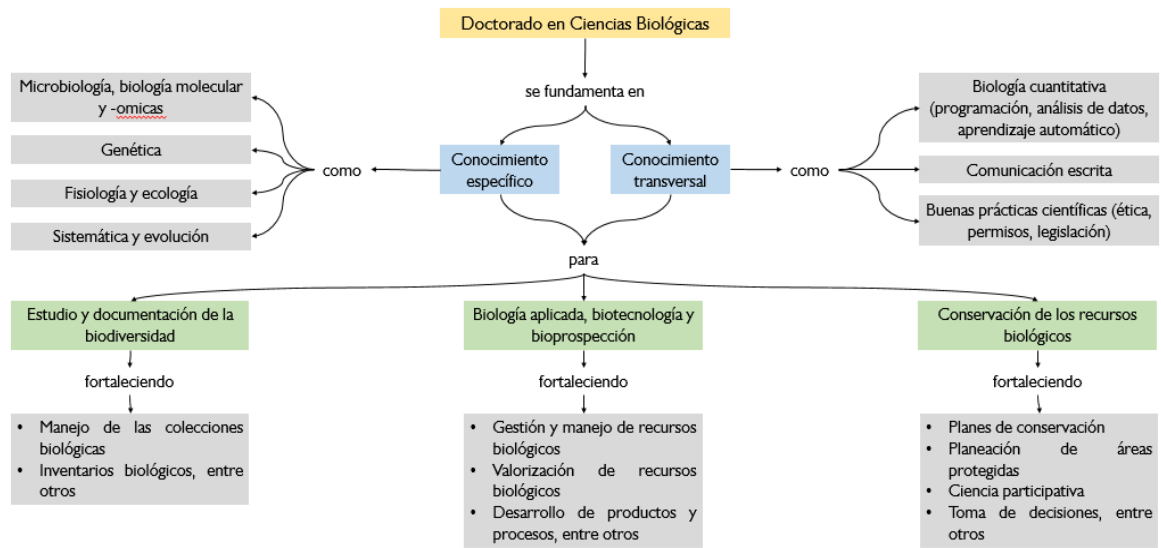 Doctorado en Ciencias Biológicas
se fundamenta en
Microbiología, biología molecular
y -omicas
Genética
Fisiología y ecología
Sistemática y evolución
como
Conocimiento
específico
Conocimiento
transversal
como
Biología cuantitativa
(programación, análisis de datos,
aprendizaje automático)
Comunicación escrita
Buenas prácticas científicas (ética,
permisos, legislación)
para
Estudio y documentación de la
biodiversidad
fortaleciendo
• Manejo de las colecciones
biológicas
• Inventarios biológicos, entre
otros
Biología aplicada, biotecnología y
bioprospección
fortaleciendo
• Gestión y manejo de recursos
biológicos
• Valorización de recursos
biológicos
• Desarrollo de productos y
procesos, entre otros
Conservación de los recursos
biológicos
fortaleciendo
• Planes de conservación
• Planeación de áreas
protegidas
• Ciencia participativa
• Toma de decisiones, entre
otros